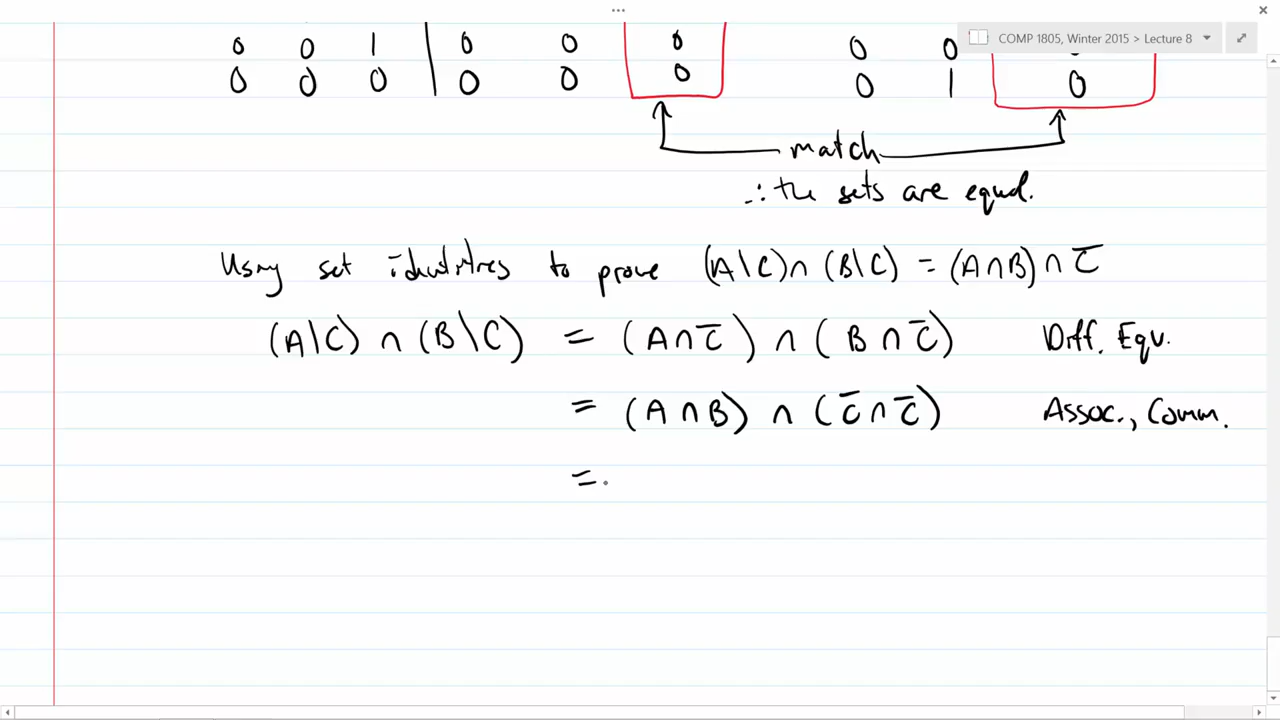 COMP 1805, Winter 2015 > Lecture 8
0 0 1 | 0 0 0 0 0
0 0 0 | 0 0 0 0 1 0
match
∴ the sets are equal.
Using set identities to prove (A\C)∩(B\C) = (A∩B)∩C̅
(A\C) ∩ (B\C) = (A∩C̅) ∩ (B∩C̅) Diff. Equv.
= (A∩B) ∩ (C̅∩C̅) Assoc., Comm.
=